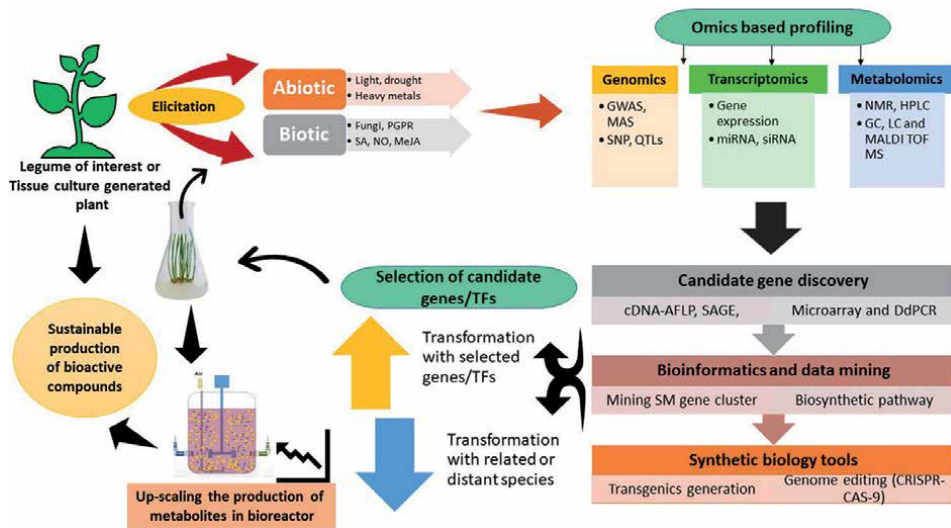 Omics based profiling
Genomics
Transcriptomics
Metabolomics
• GWAS,
MAS
• SNP, QTLs
• Gene
expression
• miRNA, siRNA
• NMR, HPLC
• GC, LC and
MALDI TOF
MS
Elicitation
Abiotic
• Light, drought
• Heavy metals
Biotic
• Fungi, PGPR
• SA, NO, MeJA
Legume of interest or
Tissue culture generated
plant
Selection of candidate
genes/TFs
Candidate gene discovery
cDNA-AFLP, SAGE,
Microarray and DdPCR
Sustainable
production
of bioactive
compounds
Transformation
with selected
genes/TFs
Bioinformatics and data mining
Mining SM gene cluster
Biosynthetic pathway
Air
Transformation
with related or
distant species
Synthetic biology tools
Transgenics generation
Genome editing (CRISPR-
CAS-9)
Up-scaling the production of
metabolites in bioreactor